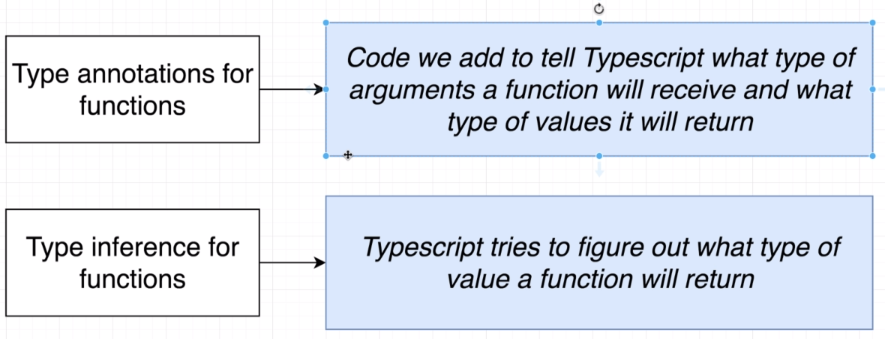 Type annotations for
functions
Code we add to tell Typescript what type of
arguments a function will receive and what
type of values it will return
Type inference for
functions
Typescript tries to figure out what type of
value a function will return